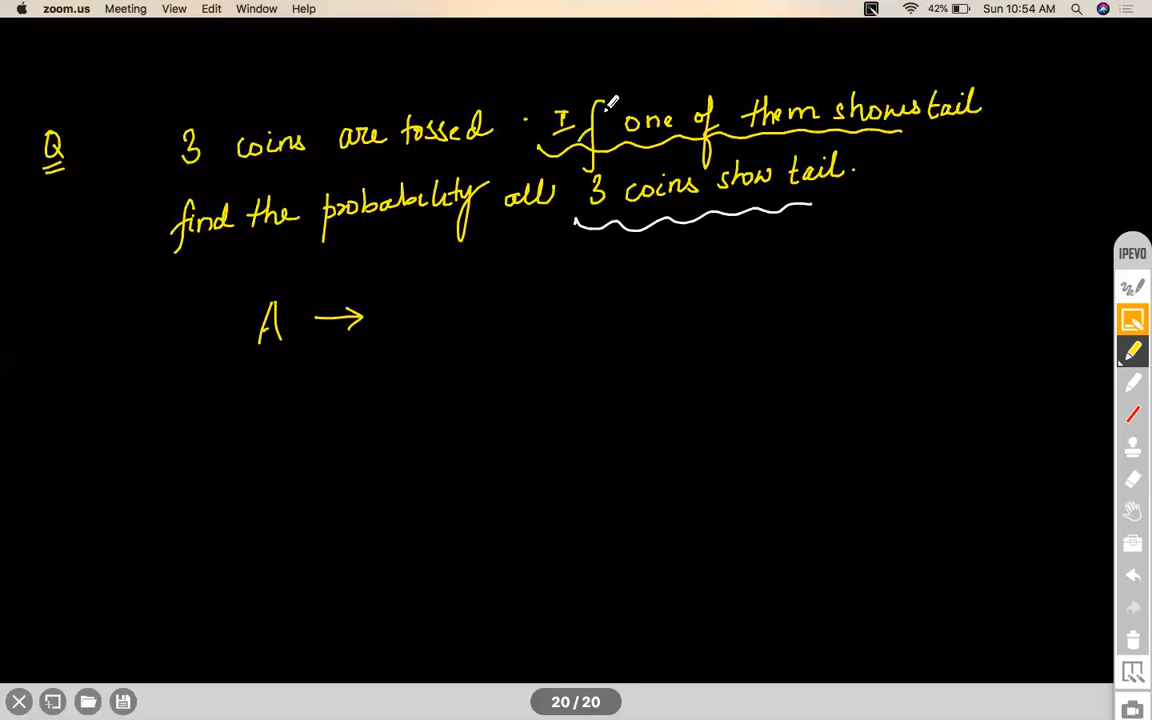 zoom.us Meeting View Edit Window Help 42% Sun 10:54 AM
Q 3 coins are tossed. If one of them shows tail
find the probability all 3 coins show tail.
IPEVO
A →
20/20